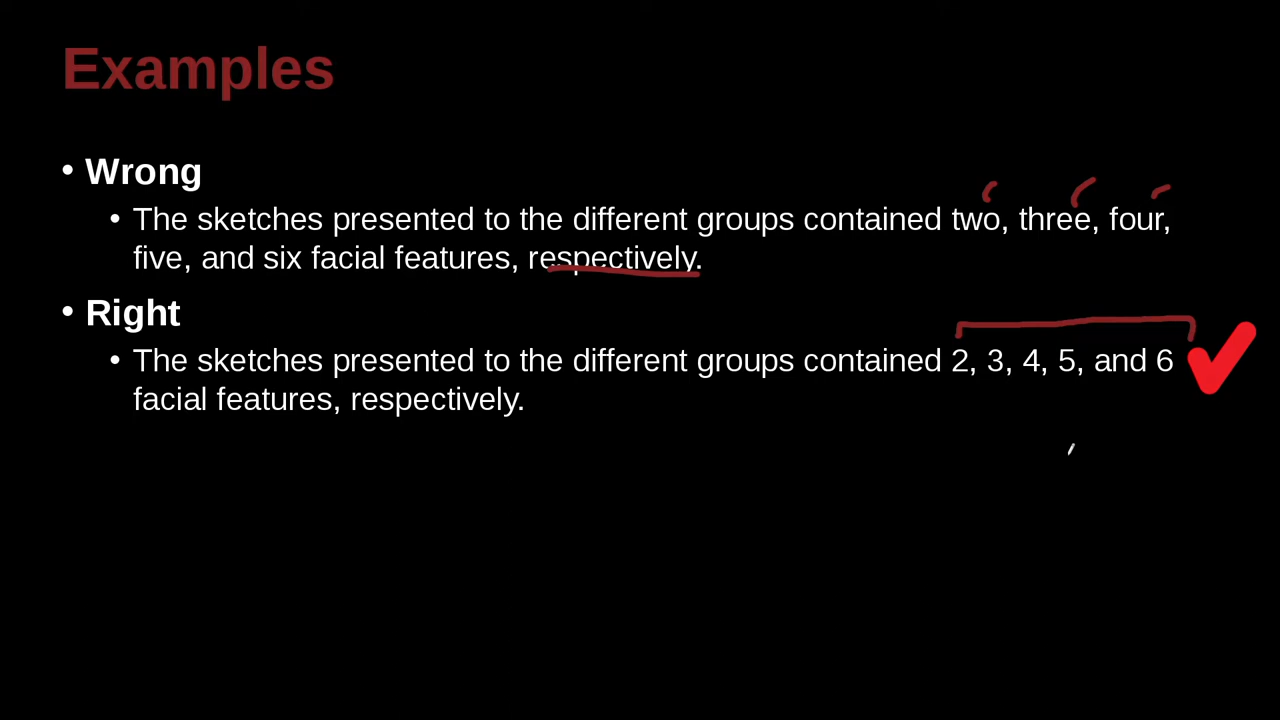 Examples
• Wrong
• The sketches presented to the different groups contained two, three, four,
five, and six facial features, respectively.
• Right
• The sketches presented to the different groups contained 2, 3, 4, 5, and 6
facial features, respectively.